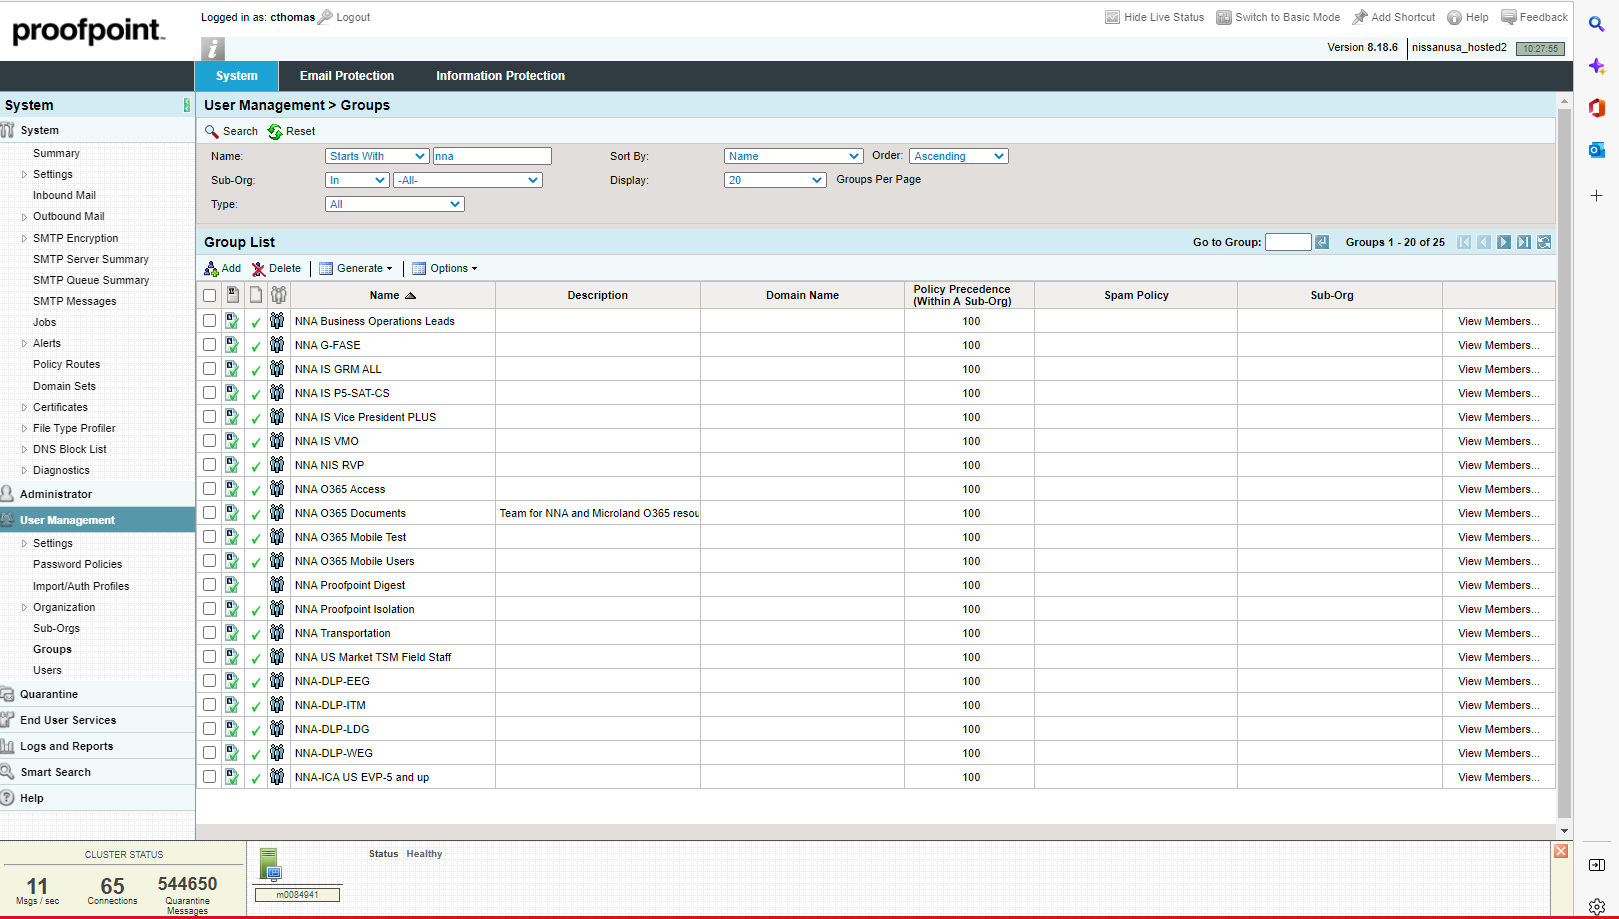 proofpoint.
Logged in as: cthomas Logout
Hide Live Status Switch to Basic Mode Add Shortcut Help Feedback
Version 8.18.6 nissanusa_hosted2 10:27:55
System Email Protection Information Protection
System
System
Summary
Settings
Inbound Mail
Outbound Mail
SMTP Encryption
SMTP Server Summary
SMTP Queue Summary
SMTP Messages
Jobs
Alerts
Policy Routes
Domain Sets
Certificates
File Type Profiler
DNS Block List
Diagnostics
Administrator
User Management
Settings
Password Policies
Import/Auth Profiles
Organization
Sub-Orgs
Groups
Users
Quarantine
End User Services
Logs and Reports
Smart Search
Help
User Management > Groups
Search Reset
Name: Starts With nna Sort By: Name Order: Ascending
Sub-Org: In -All- Display: 20 Groups Per Page
Type: All
Group List Go to Group: Groups 1 - 20 of 25
Add Delete Generate Options
Name Description Domain Name Policy Precedence (Within A Sub-Org) Spam Policy Sub-Org
NNA Business Operations Leads 100 View Members...
NNA G-FASE 100 View Members...
NNA IS GRM ALL 100 View Members...
NNA IS P5-SAT-CS 100 View Members...
NNA IS Vice President PLUS 100 View Members...
NNA IS VMO 100 View Members...
NNA NIS RVP 100 View Members...
NNA O365 Access 100 View Members...
NNA O365 Documents Team for NNA and Microland O365 resou 100 View Members...
NNA O365 Mobile Test 100 View Members...
NNA O365 Mobile Users 100 View Members...
NNA Proofpoint Digest 100 View Members...
NNA Proofpoint Isolation 100 View Members...
NNA Transportation 100 View Members...
NNA US Market TSM Field Staff 100 View Members...
NNA-DLP-EEG 100 View Members...
NNA-DLP-ITM 100 View Members...
NNA-DLP-LDG 100 View Members...
NNA-DLP-WEG 100 View Members...
NNA-ICA US EVP-5 and up 100 View Members...
CLUSTER STATUS
11 65 544650
Msgs / sec Connections Quarantine Messages
Status Healthy
m0084941